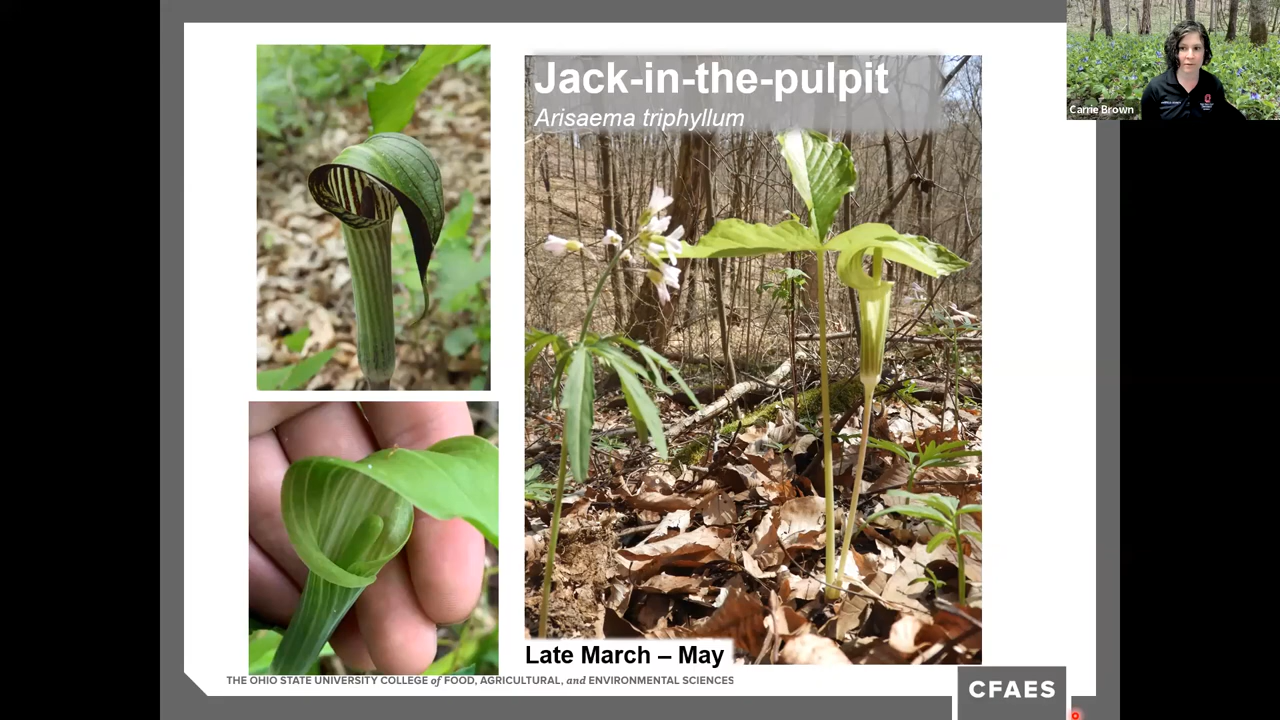 Jack-in-the-pulpit
Arisaema triphyllum
Carrie Brown
Late March – May
THE OHIO STATE UNIVERSITY COLLEGE of FOOD, AGRICULTURAL, and ENVIRONMENTAL SCIENCES
CFAES